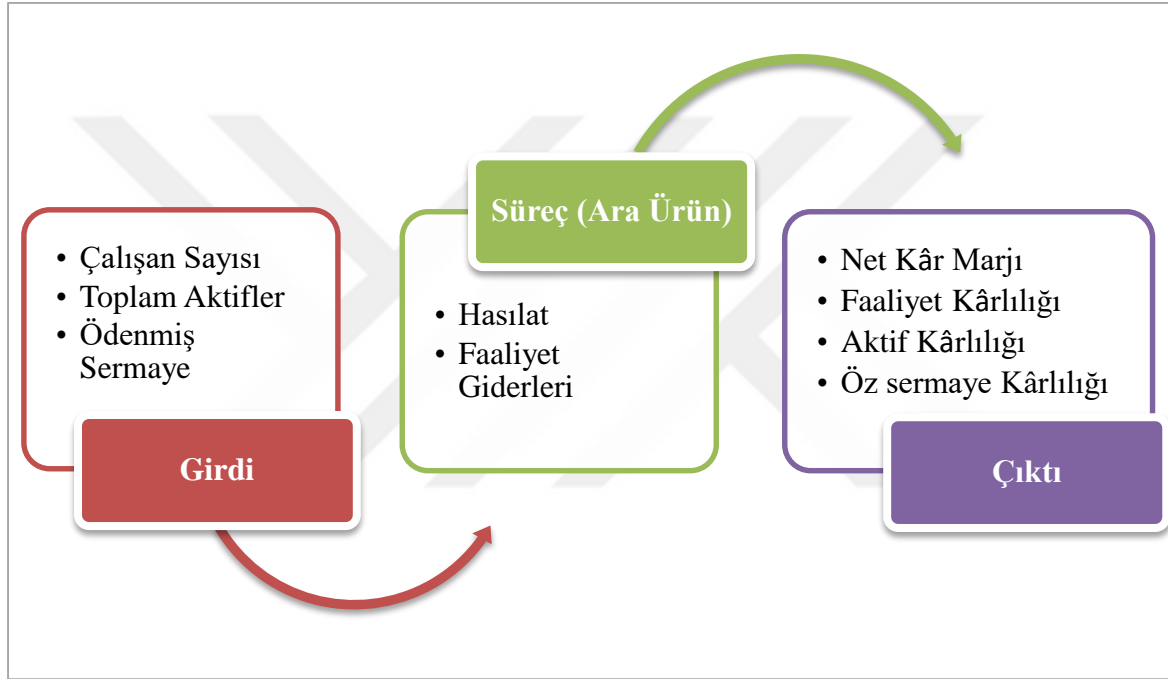 • Çalışan Sayısı
• Toplam Aktifler
• Ödenmiş
Sermaye
Girdi
Süreç (Ara Ürün)
• Hasılat
• Faaliyet
Giderleri
• Net Kâr Marjı
• Faaliyet Kârlılığı
• Aktif Kârlılığı
• Öz sermaye Kârlılığı
Çıktı